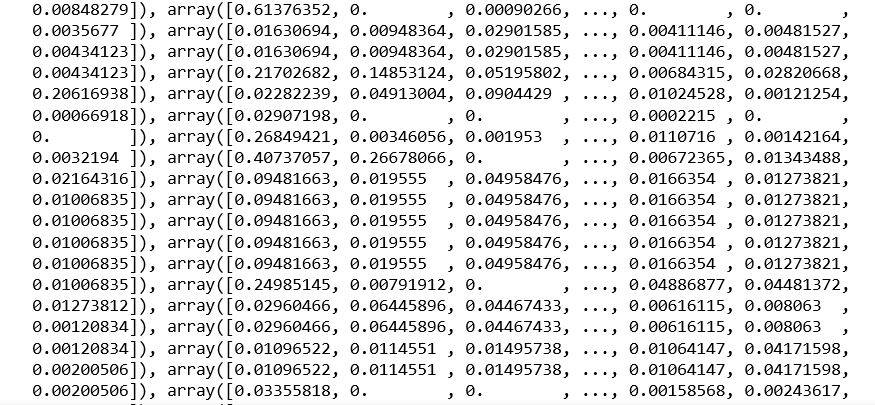 0.00848279]), array([0.61376352, 0.        , 0.00090266, ..., 0.        , 0.        ,
0.0035677 ]), array([0.01630694, 0.00948364, 0.02901585, ..., 0.00411146, 0.00481527,
0.00434123]), array([0.01630694, 0.00948364, 0.02901585, ..., 0.00411146, 0.00481527,
0.00434123]), array([0.21702682, 0.14853124, 0.05195802, ..., 0.00684315, 0.02820668,
0.20616938]), array([0.02282239, 0.04913004, 0.0904429 , ..., 0.01024528, 0.00121254,
0.00066918]), array([0.02907198, 0.        , 0.        , ..., 0.0002215 , 0.        ,
0.        ]), array([0.26849421, 0.00346056, 0.001953  , ..., 0.0110716 , 0.00142164,
0.0032194 ]), array([0.40737057, 0.26678066, 0.        , ..., 0.00672365, 0.01343488,
0.02164316]), array([0.09481663, 0.019555  , 0.04958476, ..., 0.0166354 , 0.01273821,
0.01006835]), array([0.09481663, 0.019555  , 0.04958476, ..., 0.0166354 , 0.01273821,
0.01006835]), array([0.09481663, 0.019555  , 0.04958476, ..., 0.0166354 , 0.01273821,
0.01006835]), array([0.09481663, 0.019555  , 0.04958476, ..., 0.0166354 , 0.01273821,
0.01006835]), array([0.09481663, 0.019555  , 0.04958476, ..., 0.0166354 , 0.01273821,
0.01006835]), array([0.24985145, 0.00791912, 0.        , ..., 0.04886877, 0.04481372,
0.01273812]), array([0.02960466, 0.06445896, 0.04467433, ..., 0.00616115, 0.008063  ,
0.00120834]), array([0.02960466, 0.06445896, 0.04467433, ..., 0.00616115, 0.008063  ,
0.00120834]), array([0.01096522, 0.0114551 , 0.01495738, ..., 0.01064147, 0.04171598,
0.00200506]), array([0.01096522, 0.0114551 , 0.01495738, ..., 0.01064147, 0.04171598,
0.00200506]), array([0.03355818, 0.        , 0.        , ..., 0.00158568, 0.00243617,